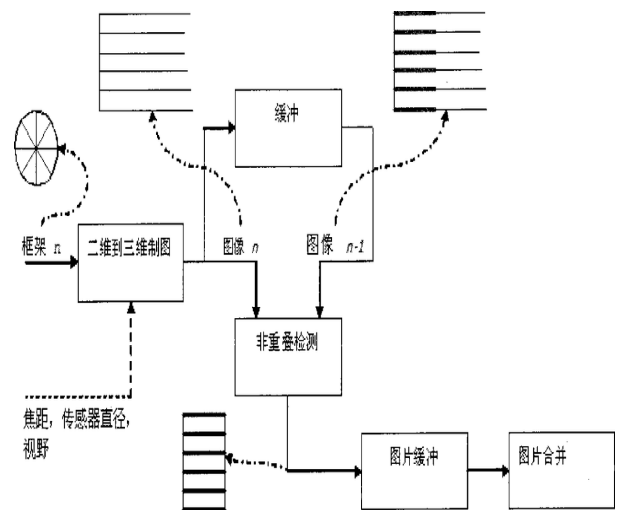 缓冲
框架 n
二维到三维制图
图像 n
图像 n-1
非重叠检测
焦距，传感器直径，
视野
图片缓冲
图片合并